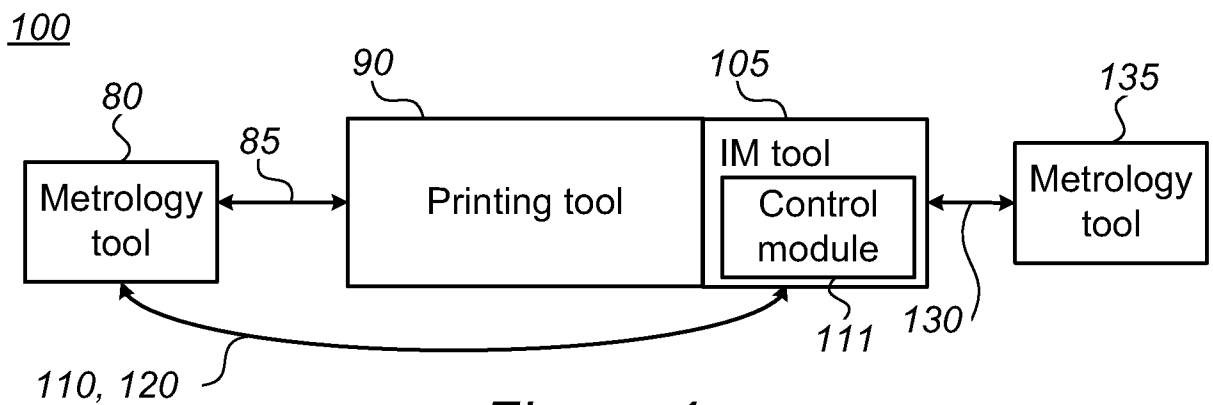 100
80
85
90
105
135
Metrology
tool
Printing tool
IM tool
Control
module
Metrology
tool
111
130
110, 120